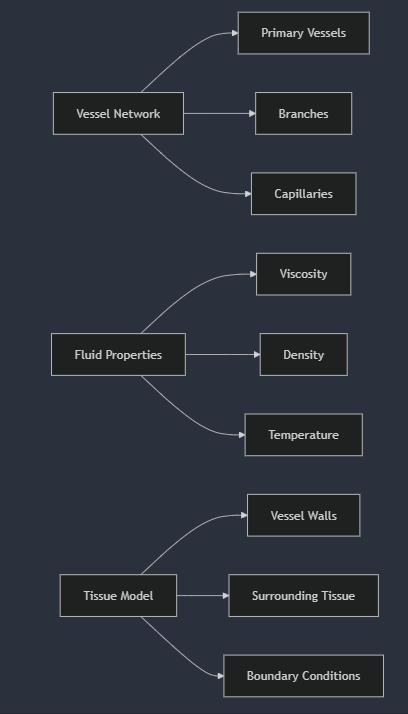 Primary Vessels
Vessel Network
Branches
Capillaries
Viscosity
Fluid Properties
Density
Temperature
Vessel Walls
Tissue Model
Surrounding Tissue
Boundary Conditions